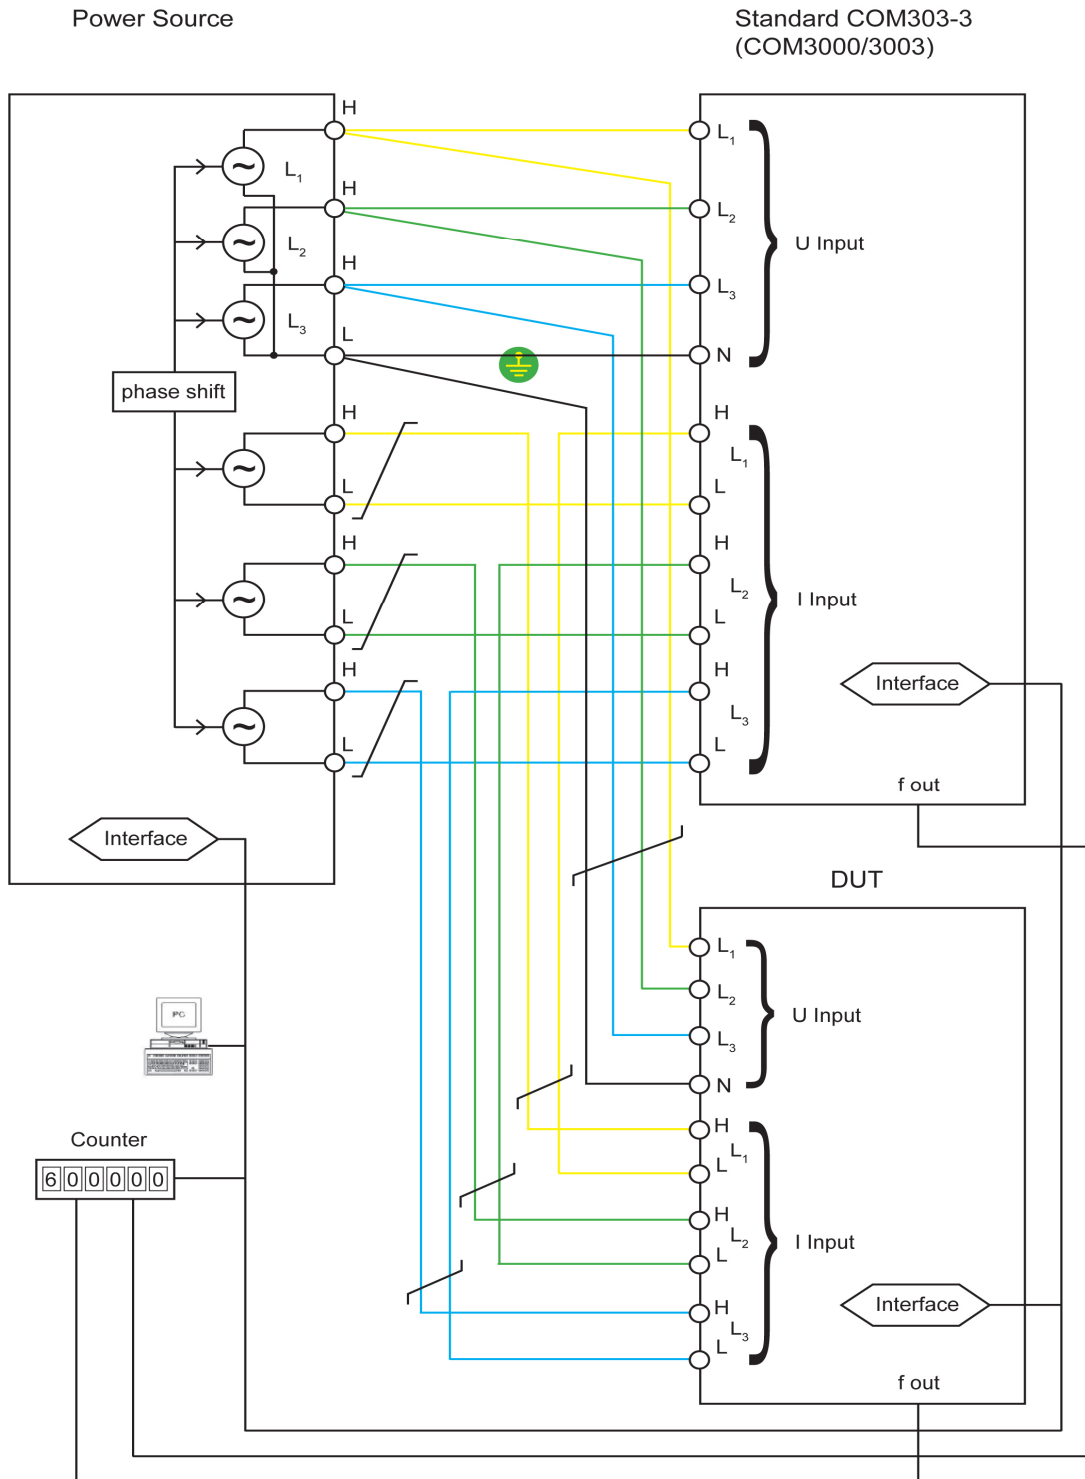 Power Source
Standard COM303-3
(COM3000/3003)
H
L1
L1
H
L2
L2
U Input
H
L3
L3
L
N
phase shift
H
H
L1
L
L
H
H
L2
I Input
L
L
H
H
Interface
L3
L
L
f out
Interface
DUT
L1
L2
PC
U Input
L3
N
H
Counter
L1
L
600000
H
L2
I Input
L
Interface
H
L3
L
f out